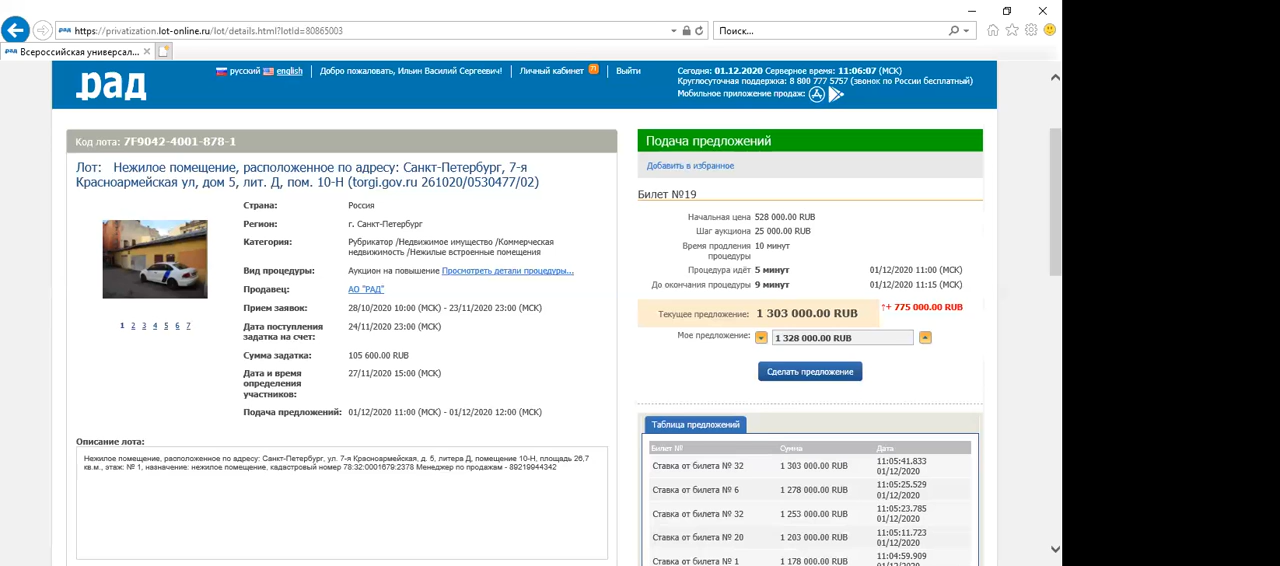 https://privatization.lot-online.ru/lot/details.html?lotId=80865003
Поиск...
рад Всероссийская универсал...
.рад
русский english Добро пожаловать, Ильин Василий Сергеевич! Личный кабинет Выйти
Сегодня: 01.12.2020 Серверное время: 11:06:07 (МСК)
Круглосуточная поддержка: 8 800 777 5757 (звонок по России бесплатный)
Мобильное приложение продаж:
Код лота: 7F9042-4001-878-1
Лот: Нежилое помещение, расположенное по адресу: Санкт-Петербург, 7-я
Красноармейская ул, дом 5, лит. Д, пом. 10-Н (torgi.gov.ru 261020/0530477/02)
Страна: Россия
Регион: г. Санкт-Петербург
Категория: Рубрикатор /Недвижимое имущество /Коммерческая
недвижимость /Нежилые встроенные помещения
Вид процедуры: Аукцион на повышение Просмотреть детали процедуры...
Продавец: АО "РАД"
Прием заявок: 28/10/2020 10:00 (МСК) - 23/11/2020 23:00 (МСК)
1 2 3 4 5 6 7
Дата поступления
задатка на счет:
24/11/2020 23:00 (МСК)
Сумма задатка: 105 600.00 RUB
Дата и время
определения
участников:
27/11/2020 15:00 (МСК)
Подача предложений: 01/12/2020 11:00 (МСК) - 01/12/2020 12:00 (МСК)
Описание лота:
Нежилое помещение, расположенное по адресу: Санкт-Петербург, ул. 7-я Красноармейская, д. 5, литера Д, помещение 10-Н, площадь 26,7
кв.м., этаж: № 1, назначение: нежилое помещение, кадастровый номер 78:32:0001679:2378 Менеджер по продажам - 89219944342
Подача предложений
Добавить в избранное
Билет №19
Начальная цена 528 000.00 RUB
Шаг аукциона 25 000.00 RUB
Время продления
процедуры
10 минут
Процедура идёт 5 минут 01/12/2020 11:00 (МСК)
До окончания процедуры 9 минут 01/12/2020 11:15 (МСК)
Текущее предложение: 1 303 000.00 RUB ↑+ 775 000.00 RUB
Мое предложение: 1 328 000.00 RUB
Сделать предложение
Таблица предложений
Билет № Сумма Дата
Ставка от билета № 32 1 303 000.00 RUB 11:05:41.833
01/12/2020
Ставка от билета № 6 1 278 000.00 RUB 11:05:25.529
01/12/2020
Ставка от билета № 32 1 253 000.00 RUB 11:05:23.785
01/12/2020
Ставка от билета № 20 1 203 000.00 RUB 11:05:11.723
01/12/2020
Ставка от билета № 1 1 178 000.00 RUB 11:04:59.909